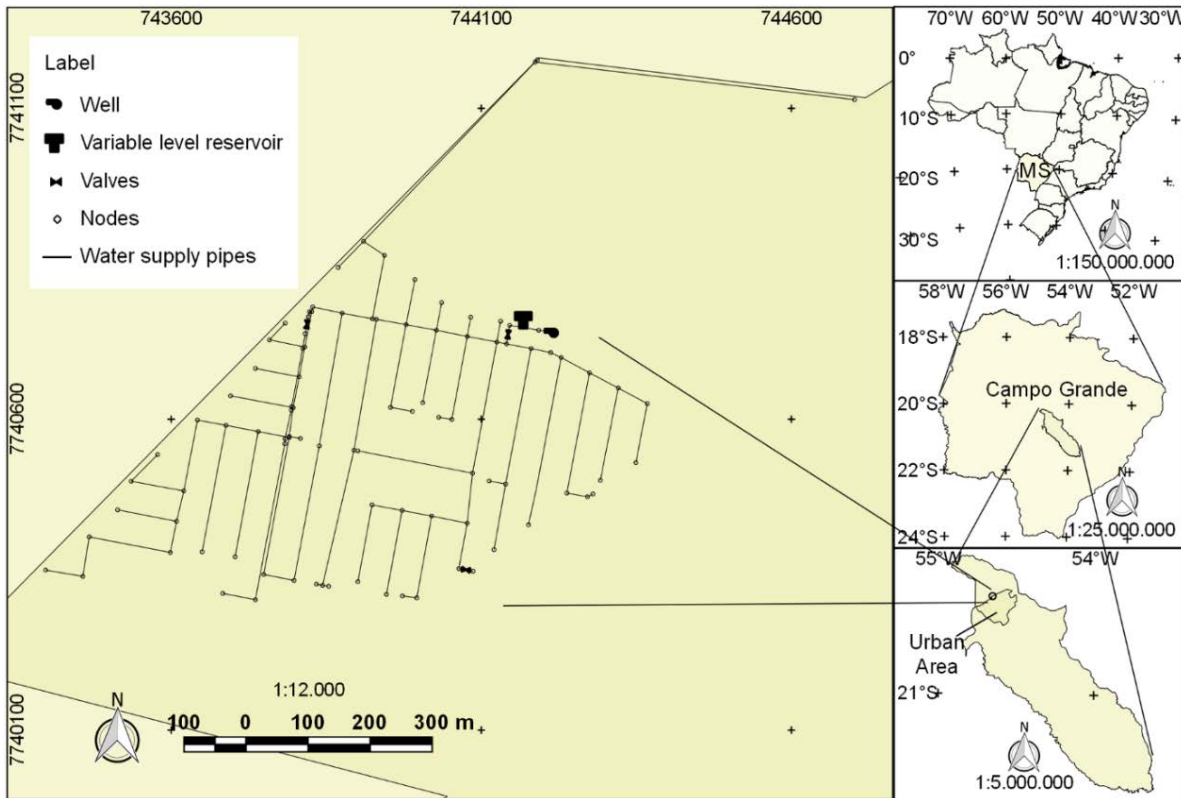 743600
744100
744600
7741100
7740600
7740100
Label
Well
Variable level reservoir
Valves
Nodes
Water supply pipes
1:12.000
N
100 0 100 200 300 m
70°W 60°W 50°W 40°W 30°W
0°
10°S
20°S
30°S
MS
N
1:150.000.000
58°W 56°W 54°W 52°W
18°S
20°S
22°S
24°S
Campo Grande
N
1:25.000.000
55°W 54°W
21°S
Urban
Area
N
1:5.000.000